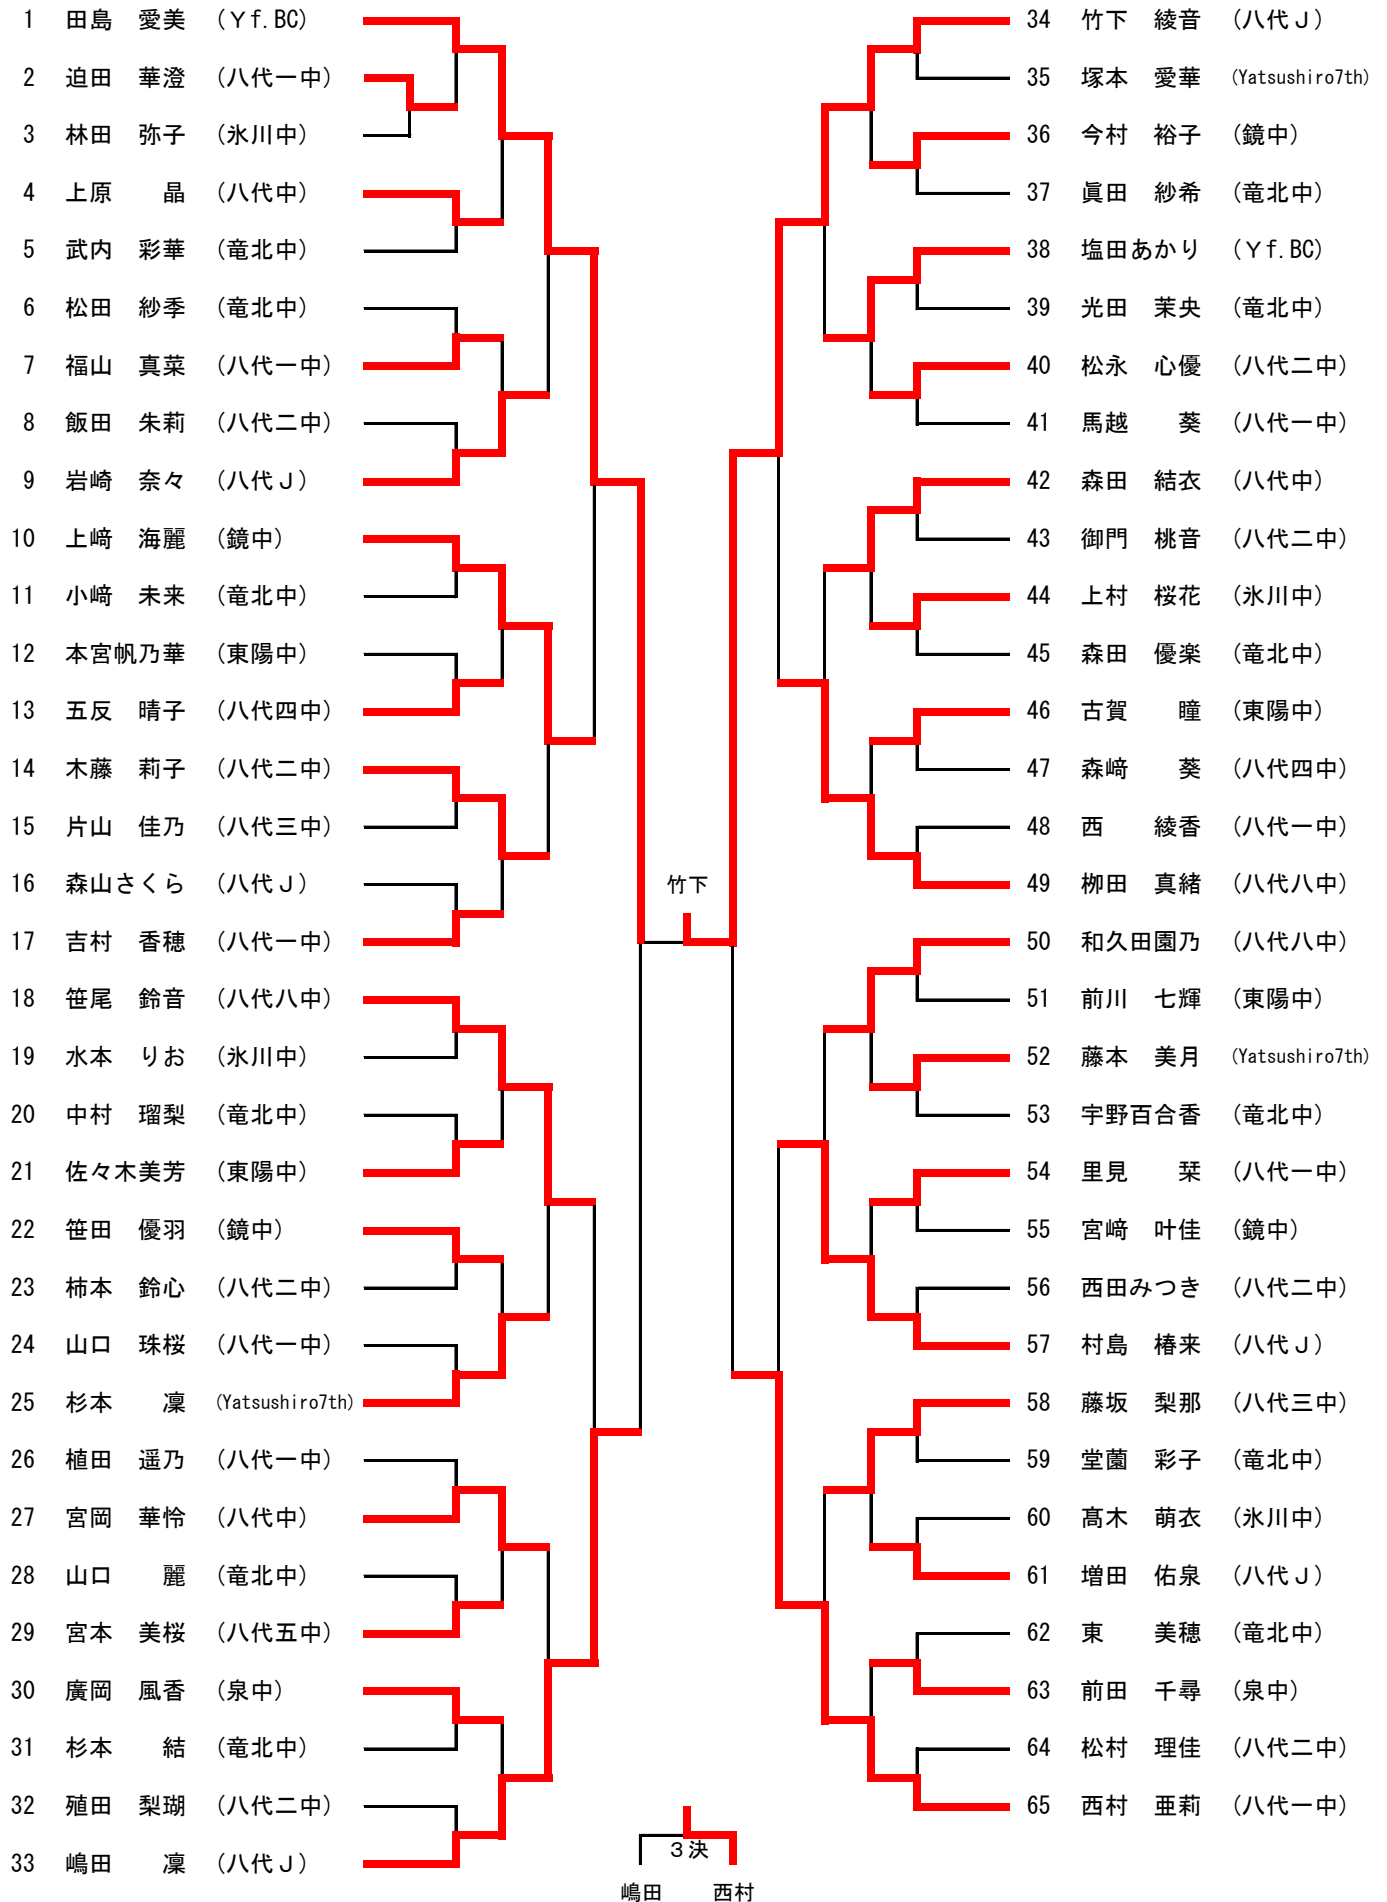 1 田島 愛美 (Ｙf.BC)
2 迫田 華澄 (八代一中)
3 林田 弥子 (氷川中)
4 上原 晶 (八代中)
5 武内 彩華 (竜北中)
6 松田 紗季 (竜北中)
7 福山 真菜 (八代一中)
8 飯田 朱莉 (八代二中)
9 岩崎 奈々 (八代Ｊ)
10 上﨑 海麗 (鏡中)
11 小﨑 未来 (竜北中)
12 本宮帆乃華 (東陽中)
13 五反 晴子 (八代四中)
14 木藤 莉子 (八代二中)
15 片山 佳乃 (八代三中)
16 森山さくら (八代Ｊ)
17 吉村 香穂 (八代一中)
18 笹尾 鈴音 (八代八中)
19 水本 りお (氷川中)
20 中村 瑠梨 (竜北中)
21 佐々木美芳 (東陽中)
22 笹田 優羽 (鏡中)
23 柿本 鈴心 (八代二中)
24 山口 珠桜 (八代一中)
25 杉本 凜 (Yatsushiro7th)
26 植田 遥乃 (八代一中)
27 宮岡 華怜 (八代中)
28 山口 麗 (竜北中)
29 宮本 美桜 (八代五中)
30 廣岡 風香 (泉中)
31 杉本 結 (竜北中)
32 殖田 梨瑚 (八代二中)
33 嶋田 凜 (八代Ｊ)
竹下
３決
嶋田 西村
34 竹下 綾音 (八代Ｊ)
35 塚本 愛華 (Yatsushiro7th)
36 今村 裕子 (鏡中)
37 眞田 紗希 (竜北中)
38 塩田あかり (Ｙf.BC)
39 光田 茉央 (竜北中)
40 松永 心優 (八代二中)
41 馬越 葵 (八代一中)
42 森田 結衣 (八代中)
43 御門 桃音 (八代二中)
44 上村 桜花 (氷川中)
45 森田 優楽 (竜北中)
46 古賀 瞳 (東陽中)
47 森﨑 葵 (八代四中)
48 西 綾香 (八代一中)
49 栁田 真緒 (八代八中)
50 和久田園乃 (八代八中)
51 前川 七輝 (東陽中)
52 藤本 美月 (Yatsushiro7th)
53 宇野百合香 (竜北中)
54 里見 栞 (八代一中)
55 宮﨑 叶佳 (鏡中)
56 西田みつき (八代二中)
57 村島 椿来 (八代Ｊ)
58 藤坂 梨那 (八代三中)
59 堂薗 彩子 (竜北中)
60 髙木 萌衣 (氷川中)
61 増田 佑泉 (八代Ｊ)
62 東 美穂 (竜北中)
63 前田 千尋 (泉中)
64 松村 理佳 (八代二中)
65 西村 亜莉 (八代一中)